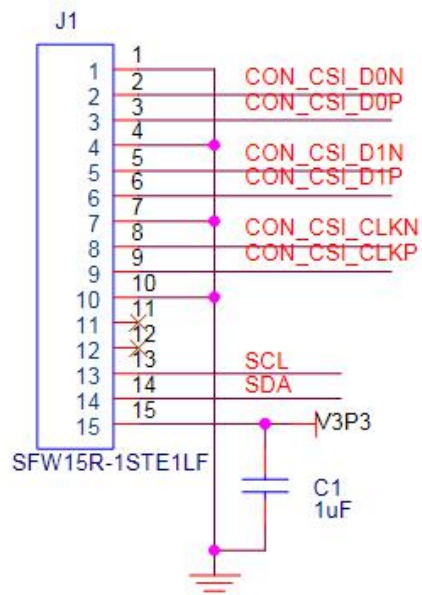 J1
1
1
2
CON_CSI_D0N
2
3
CON_CSI_D0P
3
4
4
5
CON_CSI_D1N
5
6
CON_CSI_D1P
6
7
7
8
CON_CSI_CLKN
8
9
CON_CSI_CLKP
9
10
10
11
11
12
12
13
SCL
13
14
SDA
14
15
15
V3P3
SFW15R-1STE1LF
C1
1uF